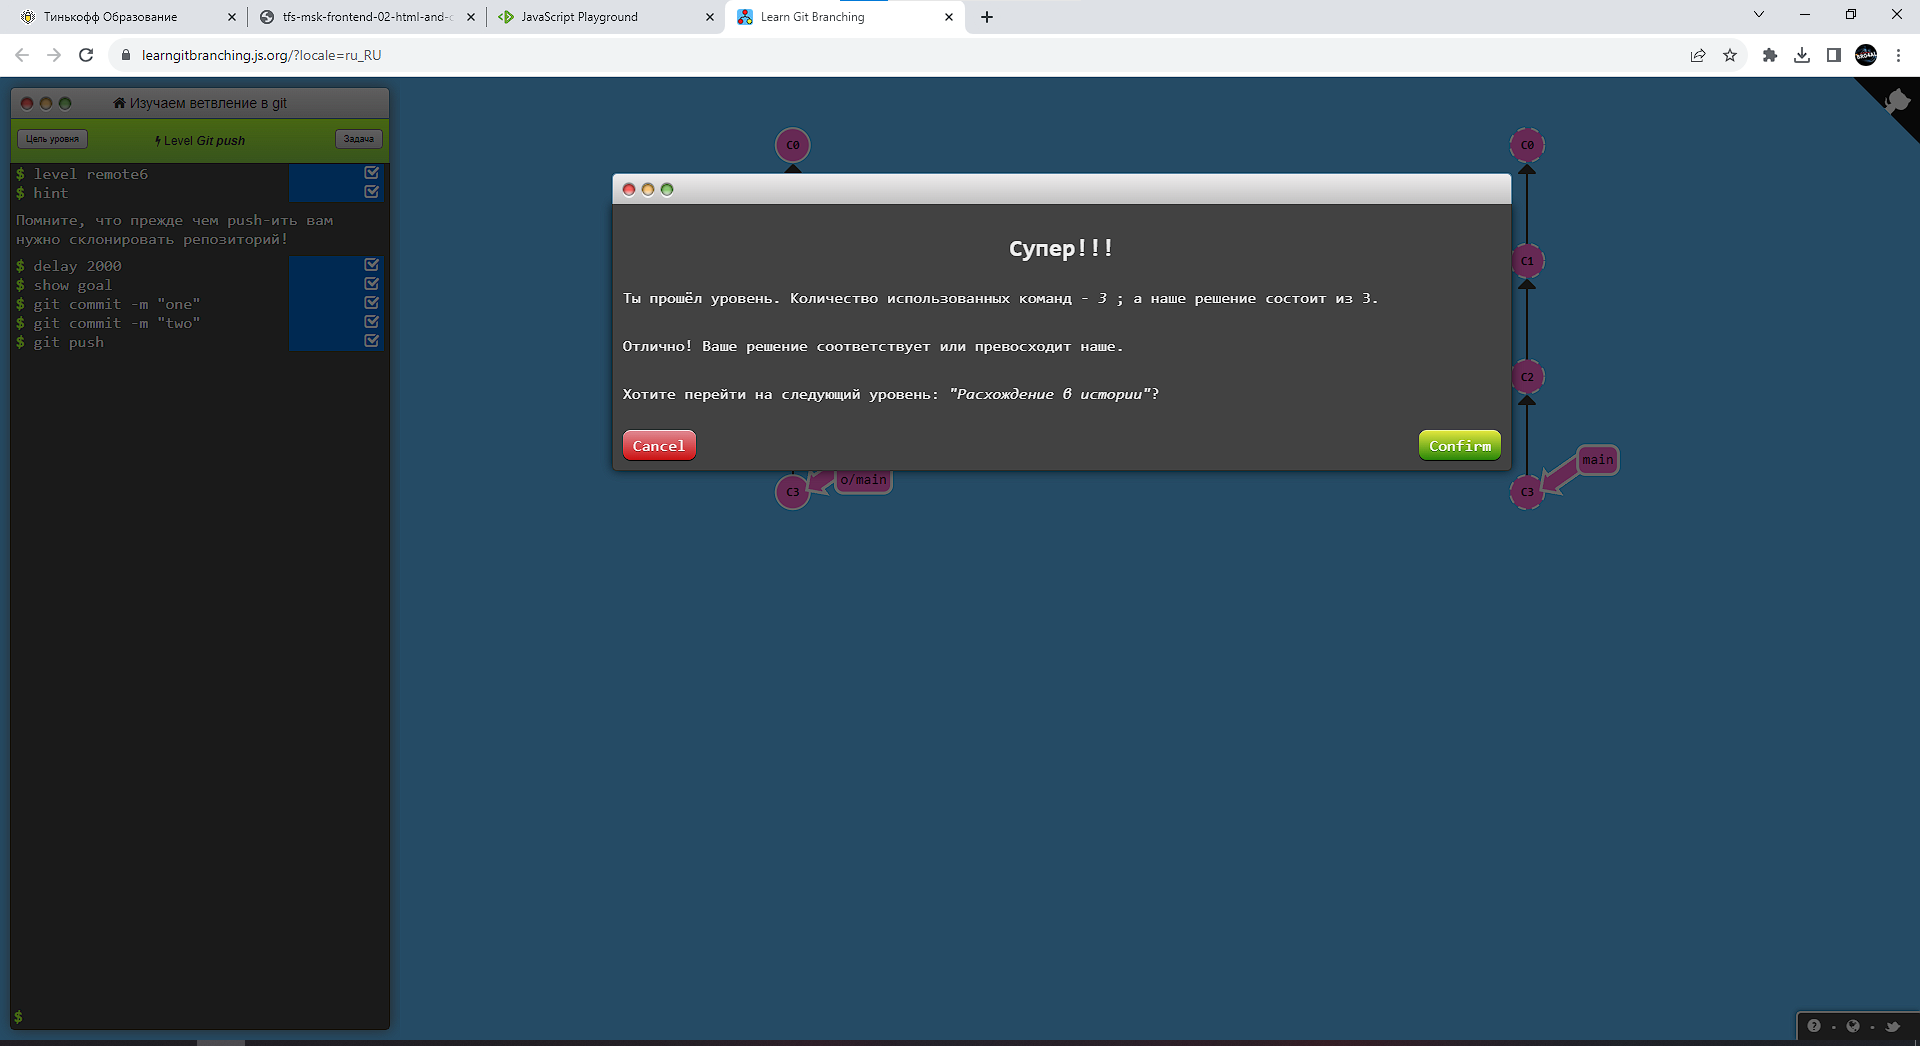 Тинькофф Образование
tfs-msk-frontend-02-html-and-c
JavaScript Playground
Learn Git Branching
learngitbranching.js.org/?locale=ru_RU
Изучаем ветвление в git
Цель уровня
Level Git push
Задача
$ level remote6
$ hint
Помните, что прежде чем push-ить вам
нужно склонировать репозиторий!
$ delay 2000
$ show goal
$ git commit -m "one"
$ git commit -m "two"
$ git push
$
C0
C0
Супер!!!
Ты прошёл уровень. Количество использованных команд - 3 ; а наше решение состоит из 3.
Отлично! Ваше решение соответствует или превосходит наше.
Хотите перейти на следующий уровень: "Расхождение в истории"?
Cancel
Confirm
C1
C2
main
o/main
C3
C3